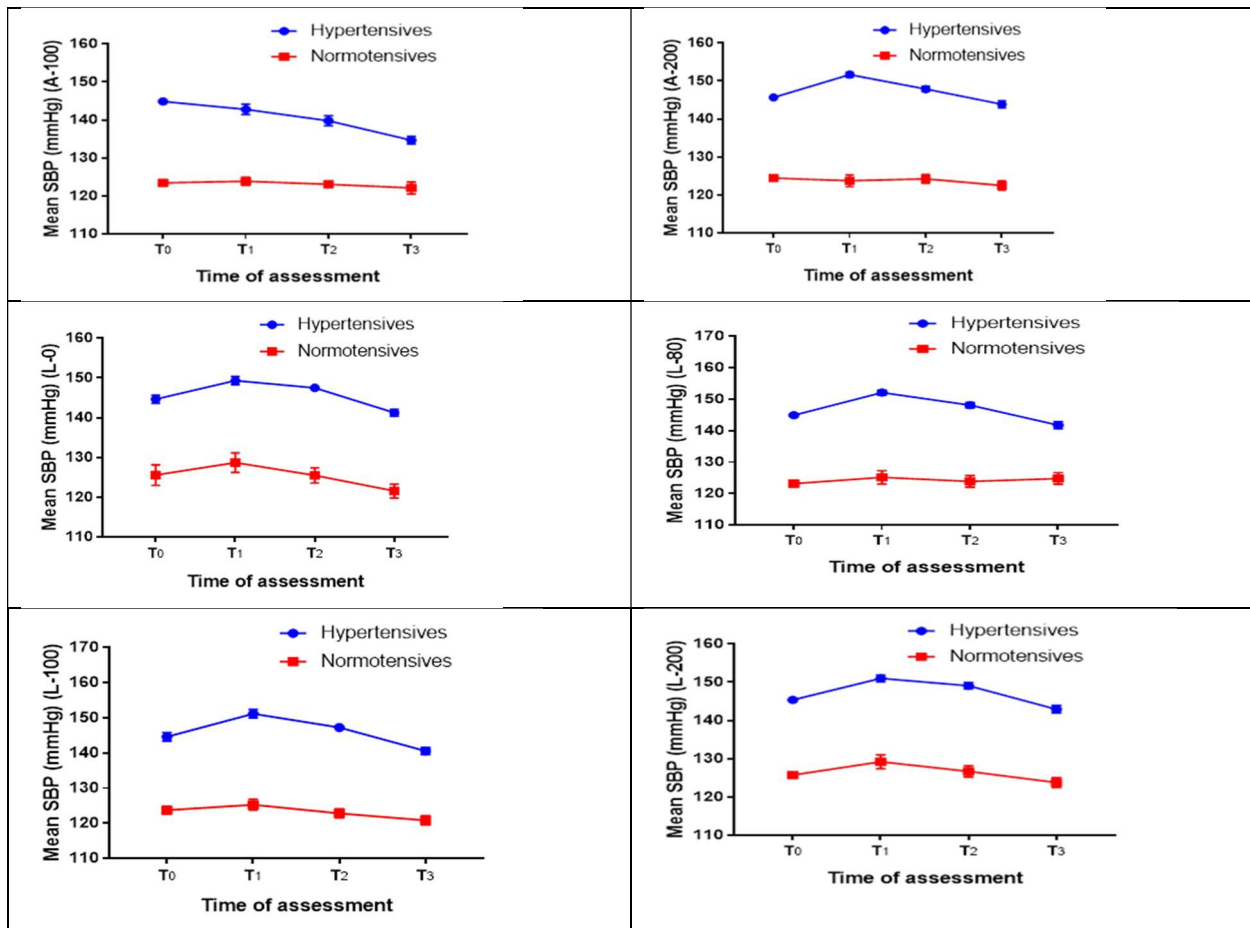 Hypertensives
Normotensives
Mean SBP (mmHg) (A-100)
160
150
140
130
120
110
T0 T1 T2 T3
Time of assessment
Hypertensives
Normotensives
Mean SBP (mmHg) (A-200)
160
150
140
130
120
110
T0 T1 T2 T3
Time of assessment
Hypertensives
Normotensives
Mean SBP (mmHg) (L-0)
160
150
140
130
120
110
T0 T1 T2 T3
Time of assessment
Hypertensives
Normotensives
Mean SBP (mmHg) (L-80)
170
160
150
140
130
120
110
T0 T1 T2 T3
Time of assessment
Hypertensives
Normotensives
Mean SBP (mmHg) (L-100)
170
160
150
140
130
120
110
T0 T1 T2 T3
Time of assessment
Hypertensives
Normotensives
Mean SBP (mmHg) (L-200)
160
150
140
130
120
110
T0 T1 T2 T3
Time of assessment